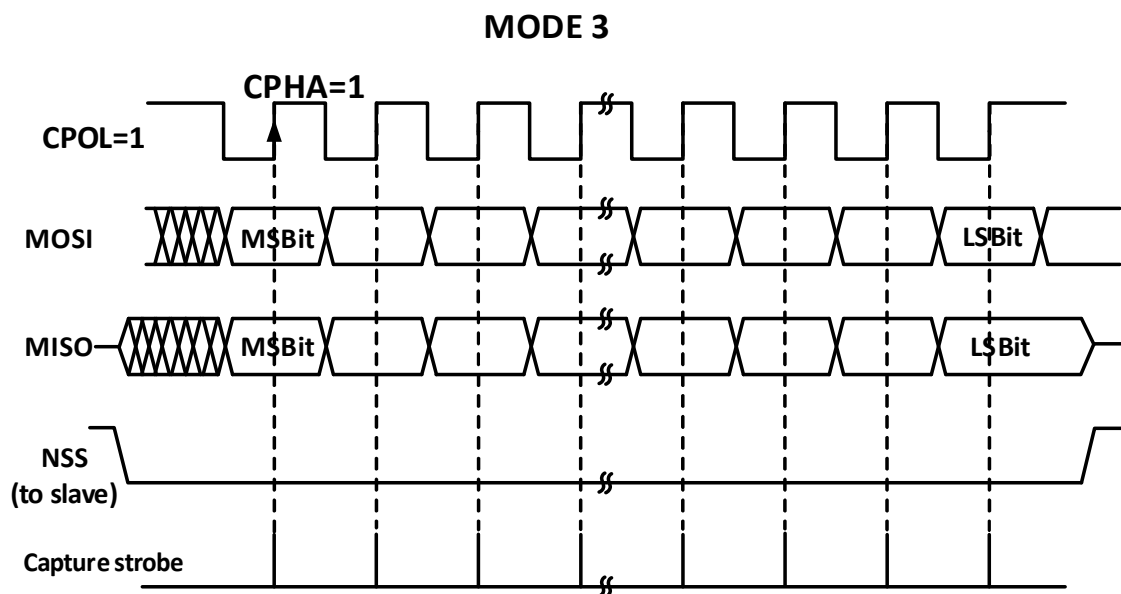 MODE 3
CPHA=1
CPOL=1
MOSI
MSBit
LSBit
MISO
MSBit
LSBit
NSS
(to slave)
Capture strobe